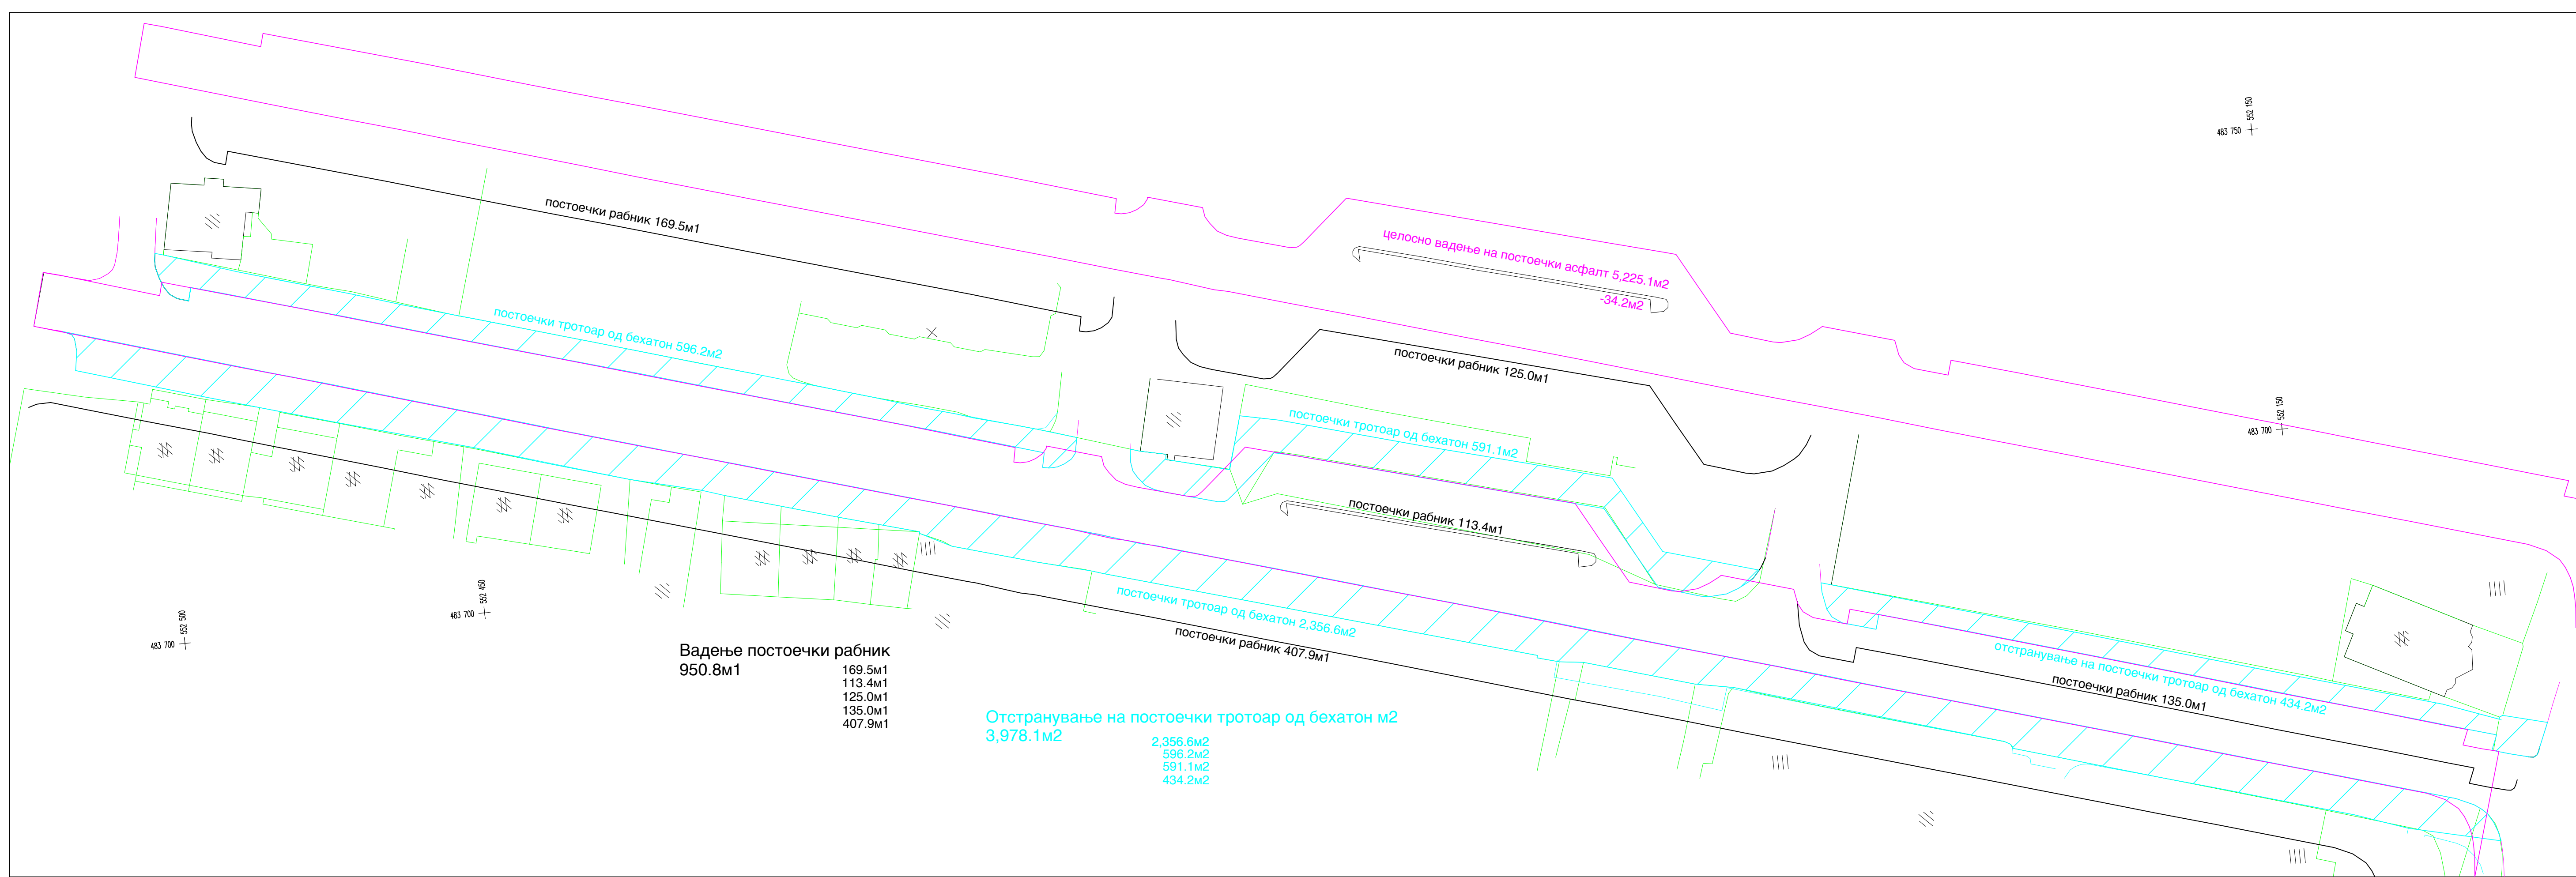 552 150
483 750
постоечки рабник 169.5м1
целосно вадење на постоечки асфалт 5,225.1м2
-34.2м2
постоечки тротоар од бехатон 596.2м2
постоечки рабник 125.0м1
постоечки тротоар од бехатон 591.1м2
552 150
483 700
постоечки рабник 113.4м1
552 450
483 700
552 500
483 700
постоечки тротоар од бехатон 2,356.6м2
постоечки рабник 407.9м1
отстранување на постоечки тротоар од бехатон 434.2м2
постоечки рабник 135.0м1
Вадење постоечки рабник
950.8м1
169.5м1
113.4м1
125.0м1
135.0м1
407.9м1
Отстранување на постоечки тротоар од бехатон м2
3,978.1м2
2,356.6м2
596.2м2
591.1м2
434.2м2